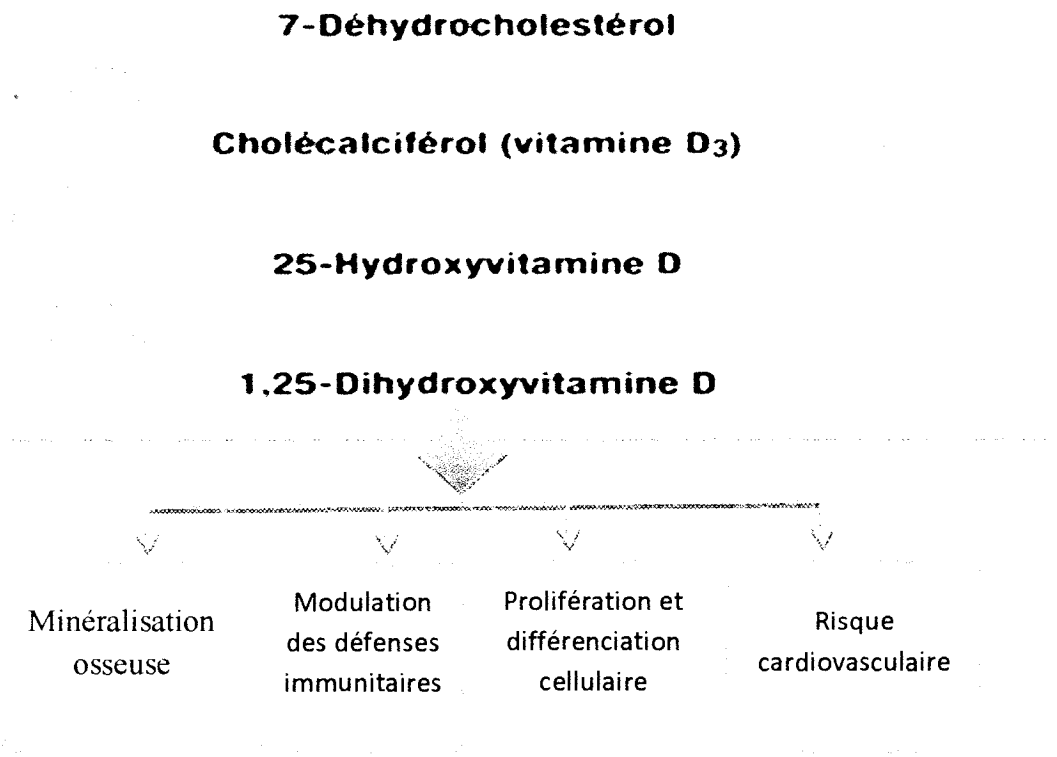 7-Déhydrocholestérol
Cholécalciférol (vitamine D3)
25-Hydroxyvitamine D
1,25-Dihydroxyvitamine D
Minéralisation
osseuse
Modulation
des défenses
immunitaires
Prolifération et
différenciation
cellulaire
Risque
cardiovasculaire